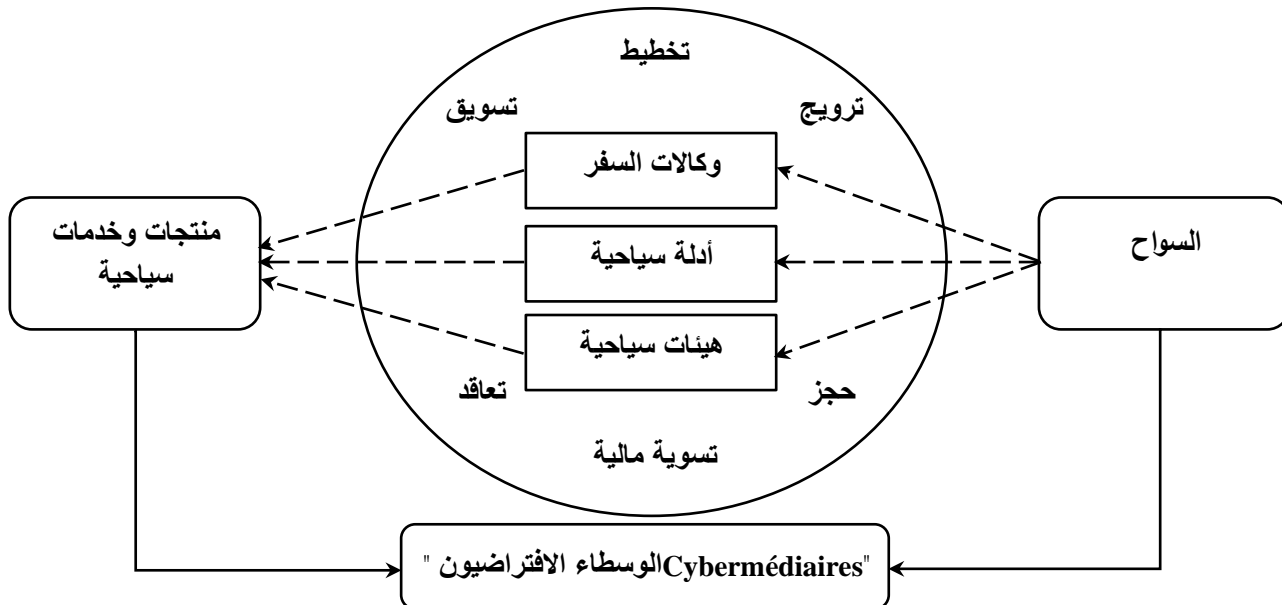 تخطيط
ترويج
تسويق
وكالات السفر
السواح
أدلة سياحية
منتجات وخدمات
سياحية
هيئات سياحية
حجز
تعاقد
تسوية مالية
"Cybermédiairesالوسطاء الافتراضيون "